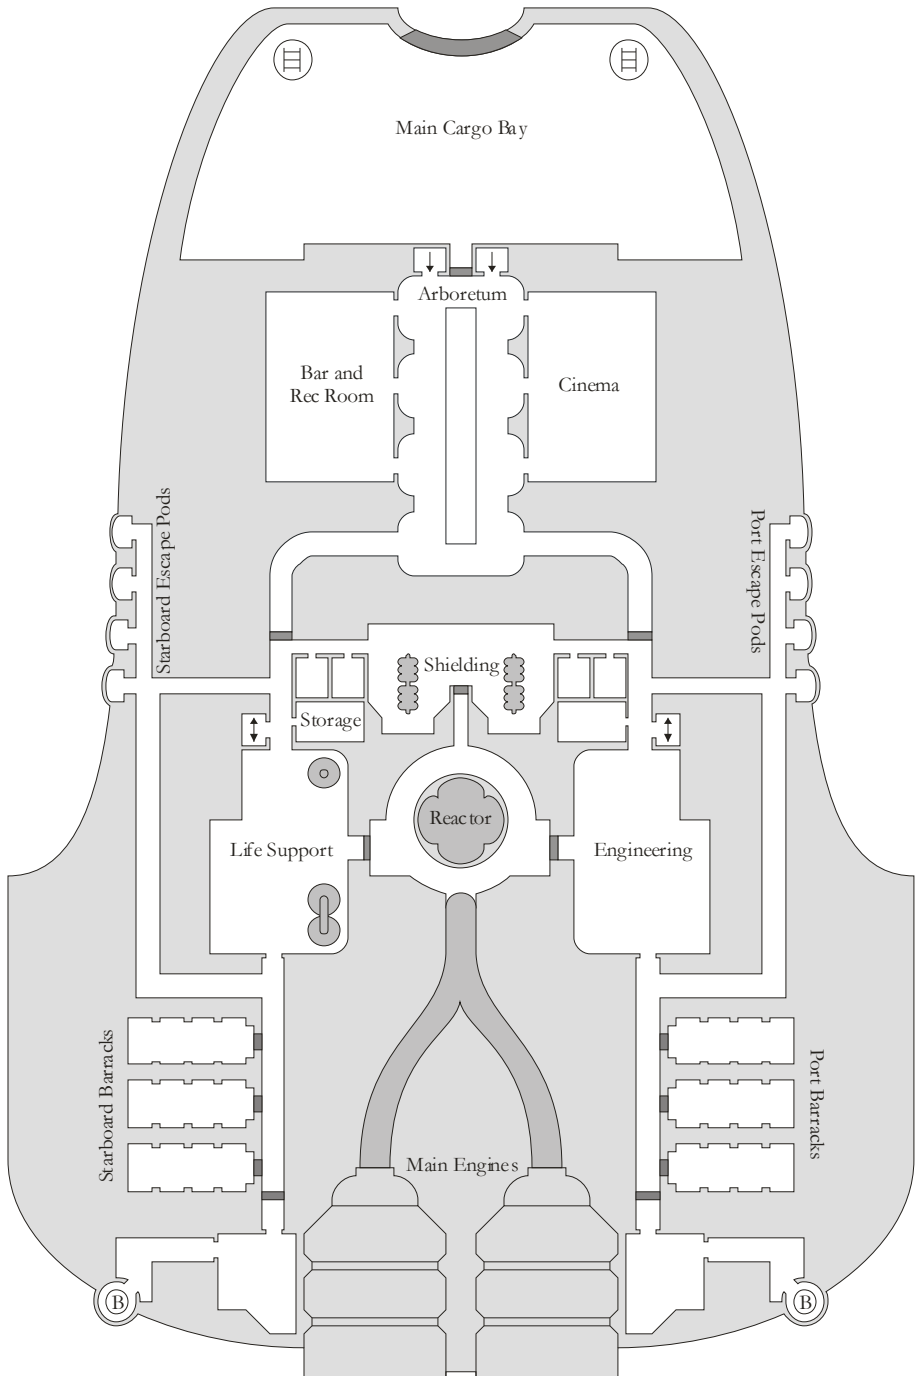 Main Cargo Bay
Arboretum
Bar and
Rec Room
Cinema
Starboard Escape Pods
Port Escape Pods
Shielding
Storage
Reactor
Life Support
Engineering
Starboard Barracks
Port Barracks
Main Engines
B
B